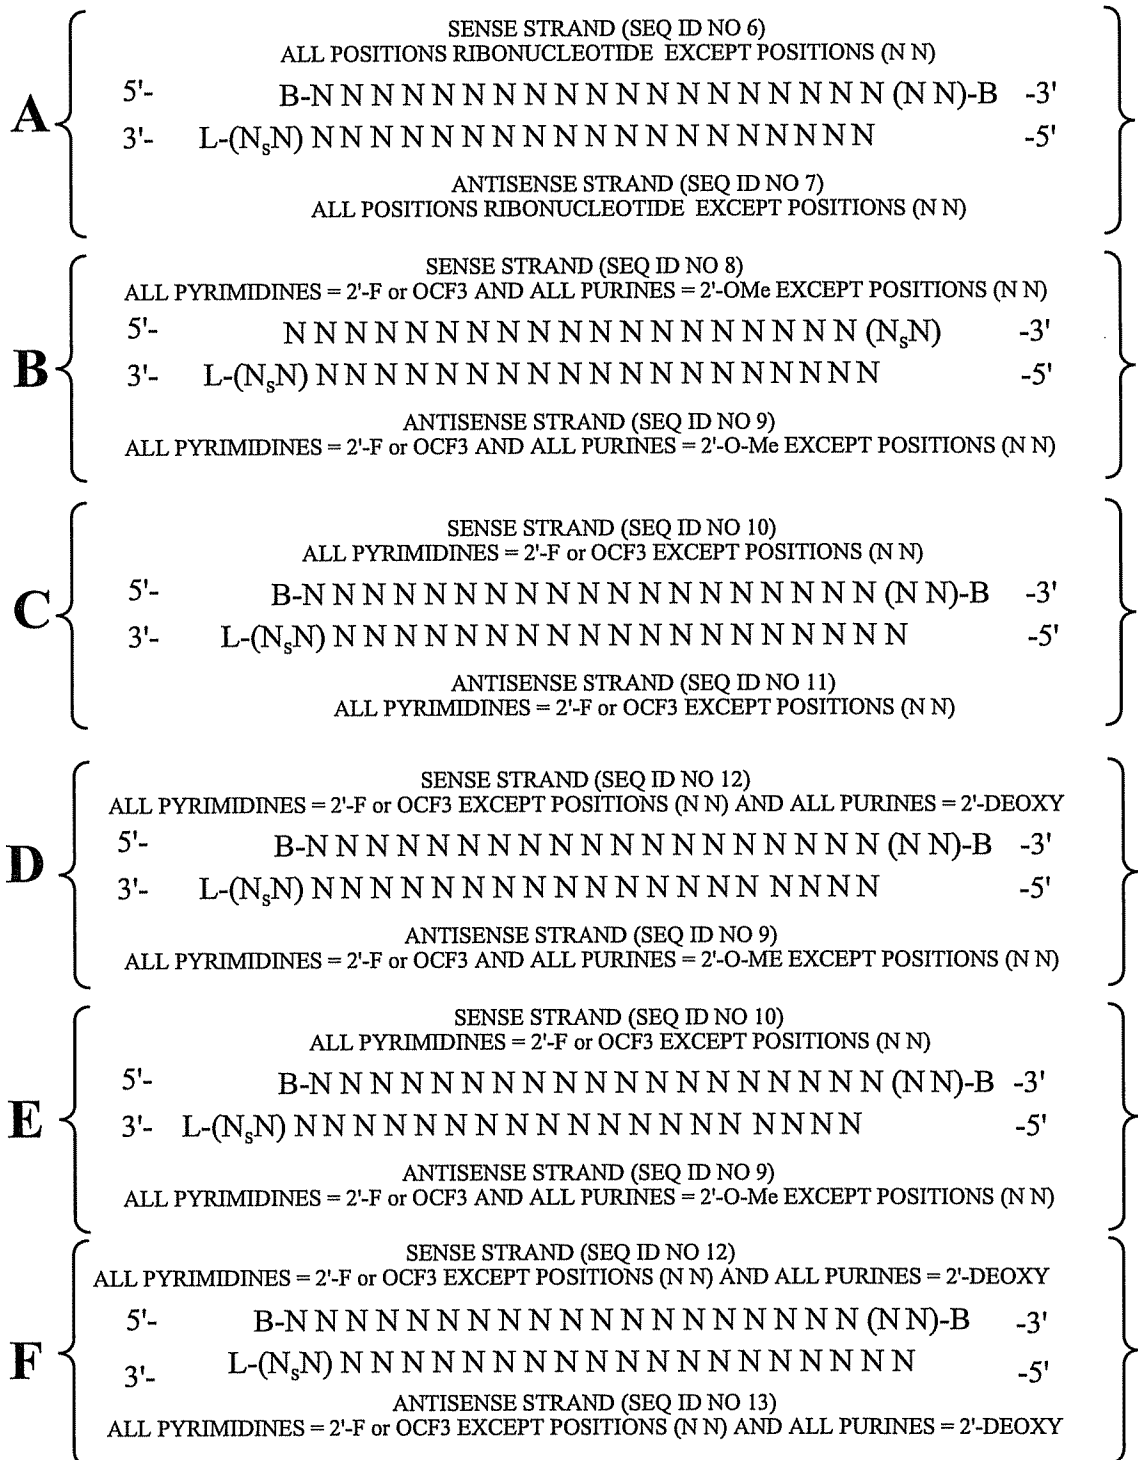 A
SENSE STRAND (SEQ ID NO 6)
ALL POSITIONS RIBONUCLEOTIDE EXCEPT POSITIONS (N N)
5'- B-N N N N N N N N N N N N N N N N N N N (N N)-B -3'
3'- L-(NsN) N N N N N N N N N N N N N N N N N N N -5'
ANTISENSE STRAND (SEQ ID NO 7)
ALL POSITIONS RIBONUCLEOTIDE EXCEPT POSITIONS (N N)
B
SENSE STRAND (SEQ ID NO 8)
ALL PYRIMIDINES = 2'-F or OCF3 AND ALL PURINES = 2'-OMe EXCEPT POSITIONS (N N)
5'- N N N N N N N N N N N N N N N N N N N (NsN) -3'
3'- L-(NsN) N N N N N N N N N N N N N N N N N N N -5'
ANTISENSE STRAND (SEQ ID NO 9)
ALL PYRIMIDINES = 2'-F or OCF3 AND ALL PURINES = 2'-O-Me EXCEPT POSITIONS (N N)
C
SENSE STRAND (SEQ ID NO 10)
ALL PYRIMIDINES = 2'-F or OCF3 EXCEPT POSITIONS (N N)
5'- B-N N N N N N N N N N N N N N N N N N N (N N)-B -3'
3'- L-(NsN) N N N N N N N N N N N N N N N N N N N -5'
ANTISENSE STRAND (SEQ ID NO 11)
ALL PYRIMIDINES = 2'-F or OCF3 EXCEPT POSITIONS (N N)
D
SENSE STRAND (SEQ ID NO 12)
ALL PYRIMIDINES = 2'-F or OCF3 EXCEPT POSITIONS (N N) AND ALL PURINES = 2'-DEOXY
5'- B-N N N N N N N N N N N N N N N N N N N (N N)-B -3'
3'- L-(NsN) N N N N N N N N N N N N N N N N N N N -5'
ANTISENSE STRAND (SEQ ID NO 9)
ALL PYRIMIDINES = 2'-F or OCF3 AND ALL PURINES = 2'-O-ME EXCEPT POSITIONS (N N)
E
SENSE STRAND (SEQ ID NO 10)
ALL PYRIMIDINES = 2'-F or OCF3 EXCEPT POSITIONS (N N)
5'- B-N N N N N N N N N N N N N N N N N N N (N N)-B -3'
3'- L-(NsN) N N N N N N N N N N N N N N N N N N N -5'
ANTISENSE STRAND (SEQ ID NO 9)
ALL PYRIMIDINES = 2'-F or OCF3 AND ALL PURINES = 2'-O-Me EXCEPT POSITIONS (N N)
F
SENSE STRAND (SEQ ID NO 12)
ALL PYRIMIDINES = 2'-F or OCF3 EXCEPT POSITIONS (N N) AND ALL PURINES = 2'-DEOXY
5'- B-N N N N N N N N N N N N N N N N N N N (N N)-B -3'
3'- L-(NsN) N N N N N N N N N N N N N N N N N N N -5'
ANTISENSE STRAND (SEQ ID NO 13)
ALL PYRIMIDINES = 2'-F or OCF3 EXCEPT POSITIONS (N N) AND ALL PURINES = 2'-DEOXY